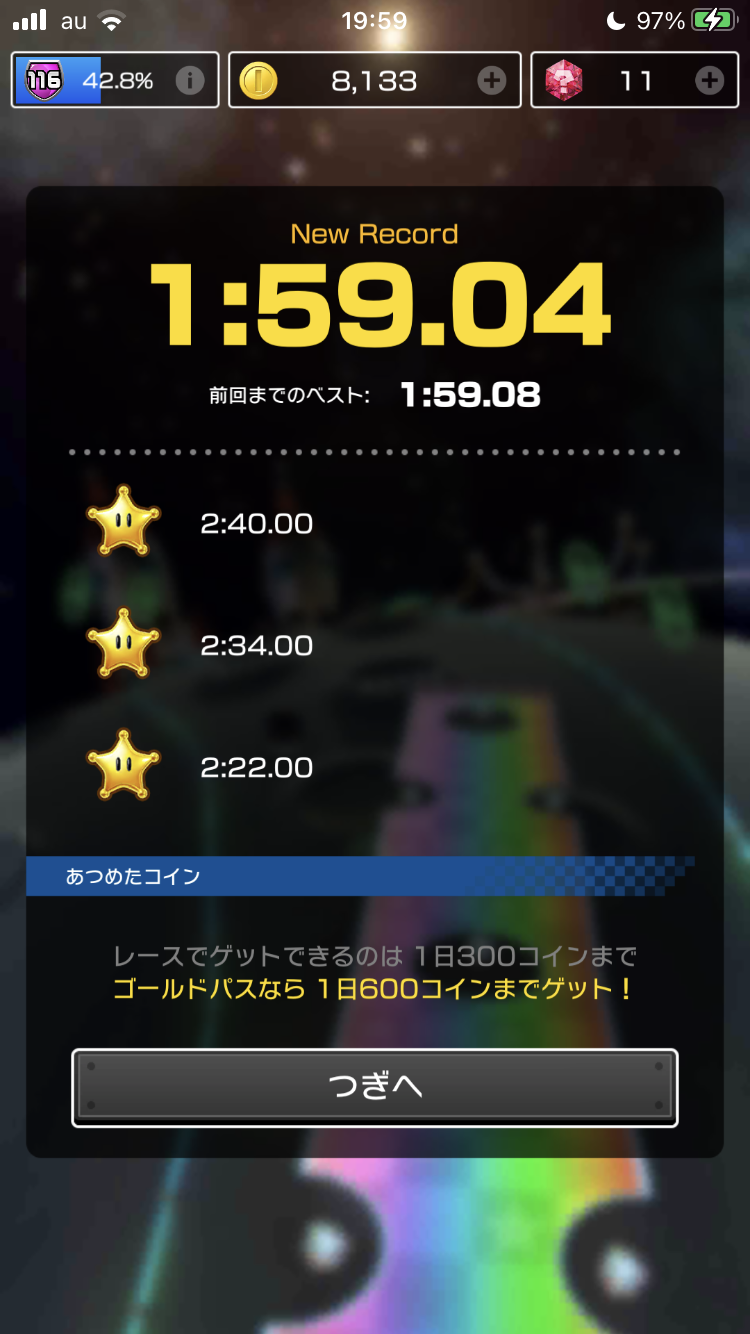 au 19:59 97%
116 42.8% i 8,133 + 11 +
New Record
1:59.04
前回までのベスト: 1:59.08
2:40.00
2:34.00
2:22.00
あつめたコイン
レースでゲットできるのは 1日300コインまで
ゴールドパスなら 1日600コインまでゲット！
つぎへ